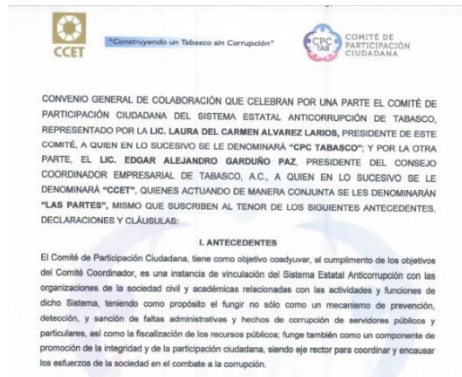 CCET
"Construyendo un Tabasco sin Corrupción"
CPC
TAB
COMITÉ DE
PARTICIPACIÓN
CIUDADANA
CONVENIO GENERAL DE COLABORACIÓN QUE CELEBRAN POR UNA PARTE EL COMITÉ DE
PARTICIPACIÓN CIUDADANA DEL SISTEMA ESTATAL ANTICORRUPCIÓN DE TABASCO,
REPRESENTADO POR LA LIC. LAURA DEL CARMEN ALVAREZ LARIOS, PRESIDENTE DE ESTE
COMITÉ, A QUIEN EN LO SUCESIVO SE LE DENOMINARÁ "CPC TABASCO"; Y POR LA OTRA
PARTE, EL LIC. EDGAR ALEJANDRO GARDUÑO PAZ, PRESIDENTE DEL CONSEJO
COORDINADOR EMPRESARIAL DE TABASCO, A.C., A QUIEN EN LO SUCESIVO SE LE
DENOMINARÁ "CCET", QUIENES ACTUANDO DE MANERA CONJUNTA SE LES DENOMINARÁN
"LAS PARTES", MISMO QUE SUSCRIBEN AL TENOR DE LOS SIGUIENTES ANTECEDENTES,
DECLARACIONES Y CLÁUSULAS:
I. ANTECEDENTES
El Comité de Participación Ciudadana, tiene como objetivo coadyuvar, al cumplimento de los objetivos
del Comité Coordinador, es una instancia de vinculación del Sistema Estatal Anticorrupción con las
organizaciones de la sociedad civil y académicas relacionadas con las actividades y funciones de
dicho Sistema, teniendo como propósito el fungir no sólo como un mecanismo de prevención,
detección, y sanción de faltas administrativas y hechos de corrupción de servidores públicos y
particulares, así como la fiscalización de los recursos públicos; funge también como un componente de
promoción de la integridad y de la participación ciudadana, siendo eje rector para coordinar y encausar
los esfuerzos de la sociedad en el combate a la corrupción.